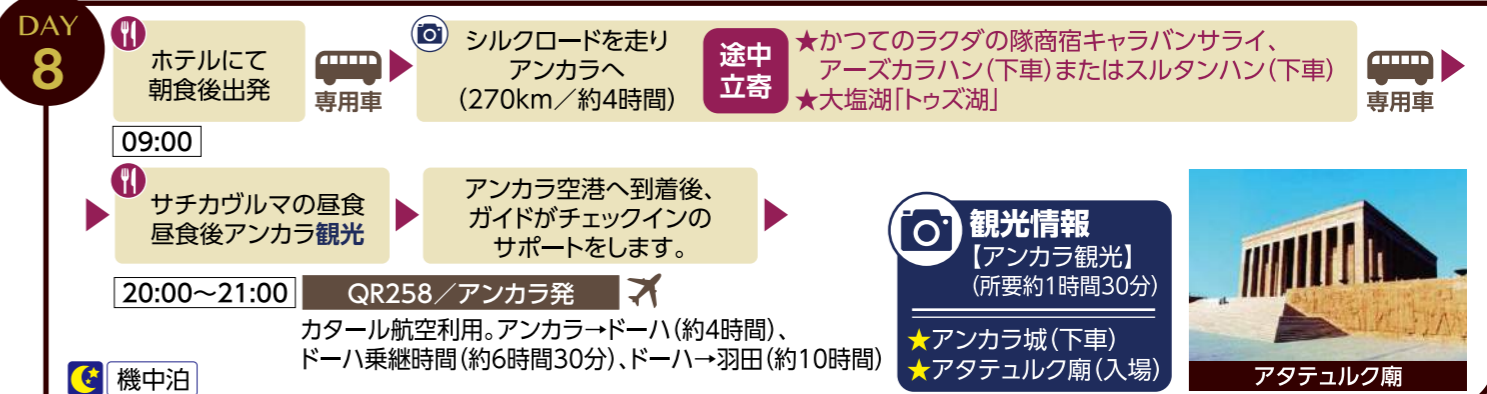 DAY
8
ホテルにて
朝食後出発
専用車
シルクロードを走り
アンカラへ
(270km／約4時間)
途中
立寄
★かつてのラクダの隊商宿キャラバンサライ、
アーズカラハン(下車)またはスルタンハン(下車)
★大塩湖「トゥズ湖」
専用車
09:00
サチカヴルマの昼食
昼食後アンカラ観光
アンカラ空港へ到着後、
ガイドがチェックインの
サポートをします。
20:00～21:00
QR258／アンカラ発
カタール航空利用。アンカラ→ドーハ(約4時間)、
ドーハ乗継時間(約6時間30分)、ドーハ→羽田(約10時間)
機中泊
観光情報
【アンカラ観光】
(所要約1時間30分)
★アンカラ城(下車)
★アタテュルク廟(入場)
アタテュルク廟